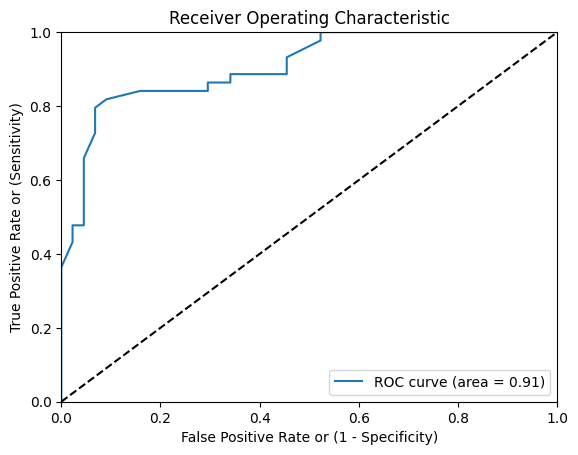 Receiver Operating Characteristic
True Positive Rate or (Sensitivity)
1.0
0.8
0.6
0.4
0.2
0.0
0.0 0.2 0.4 0.6 0.8 1.0
ROC curve (area = 0.91)
False Positive Rate or (1 - Specificity)